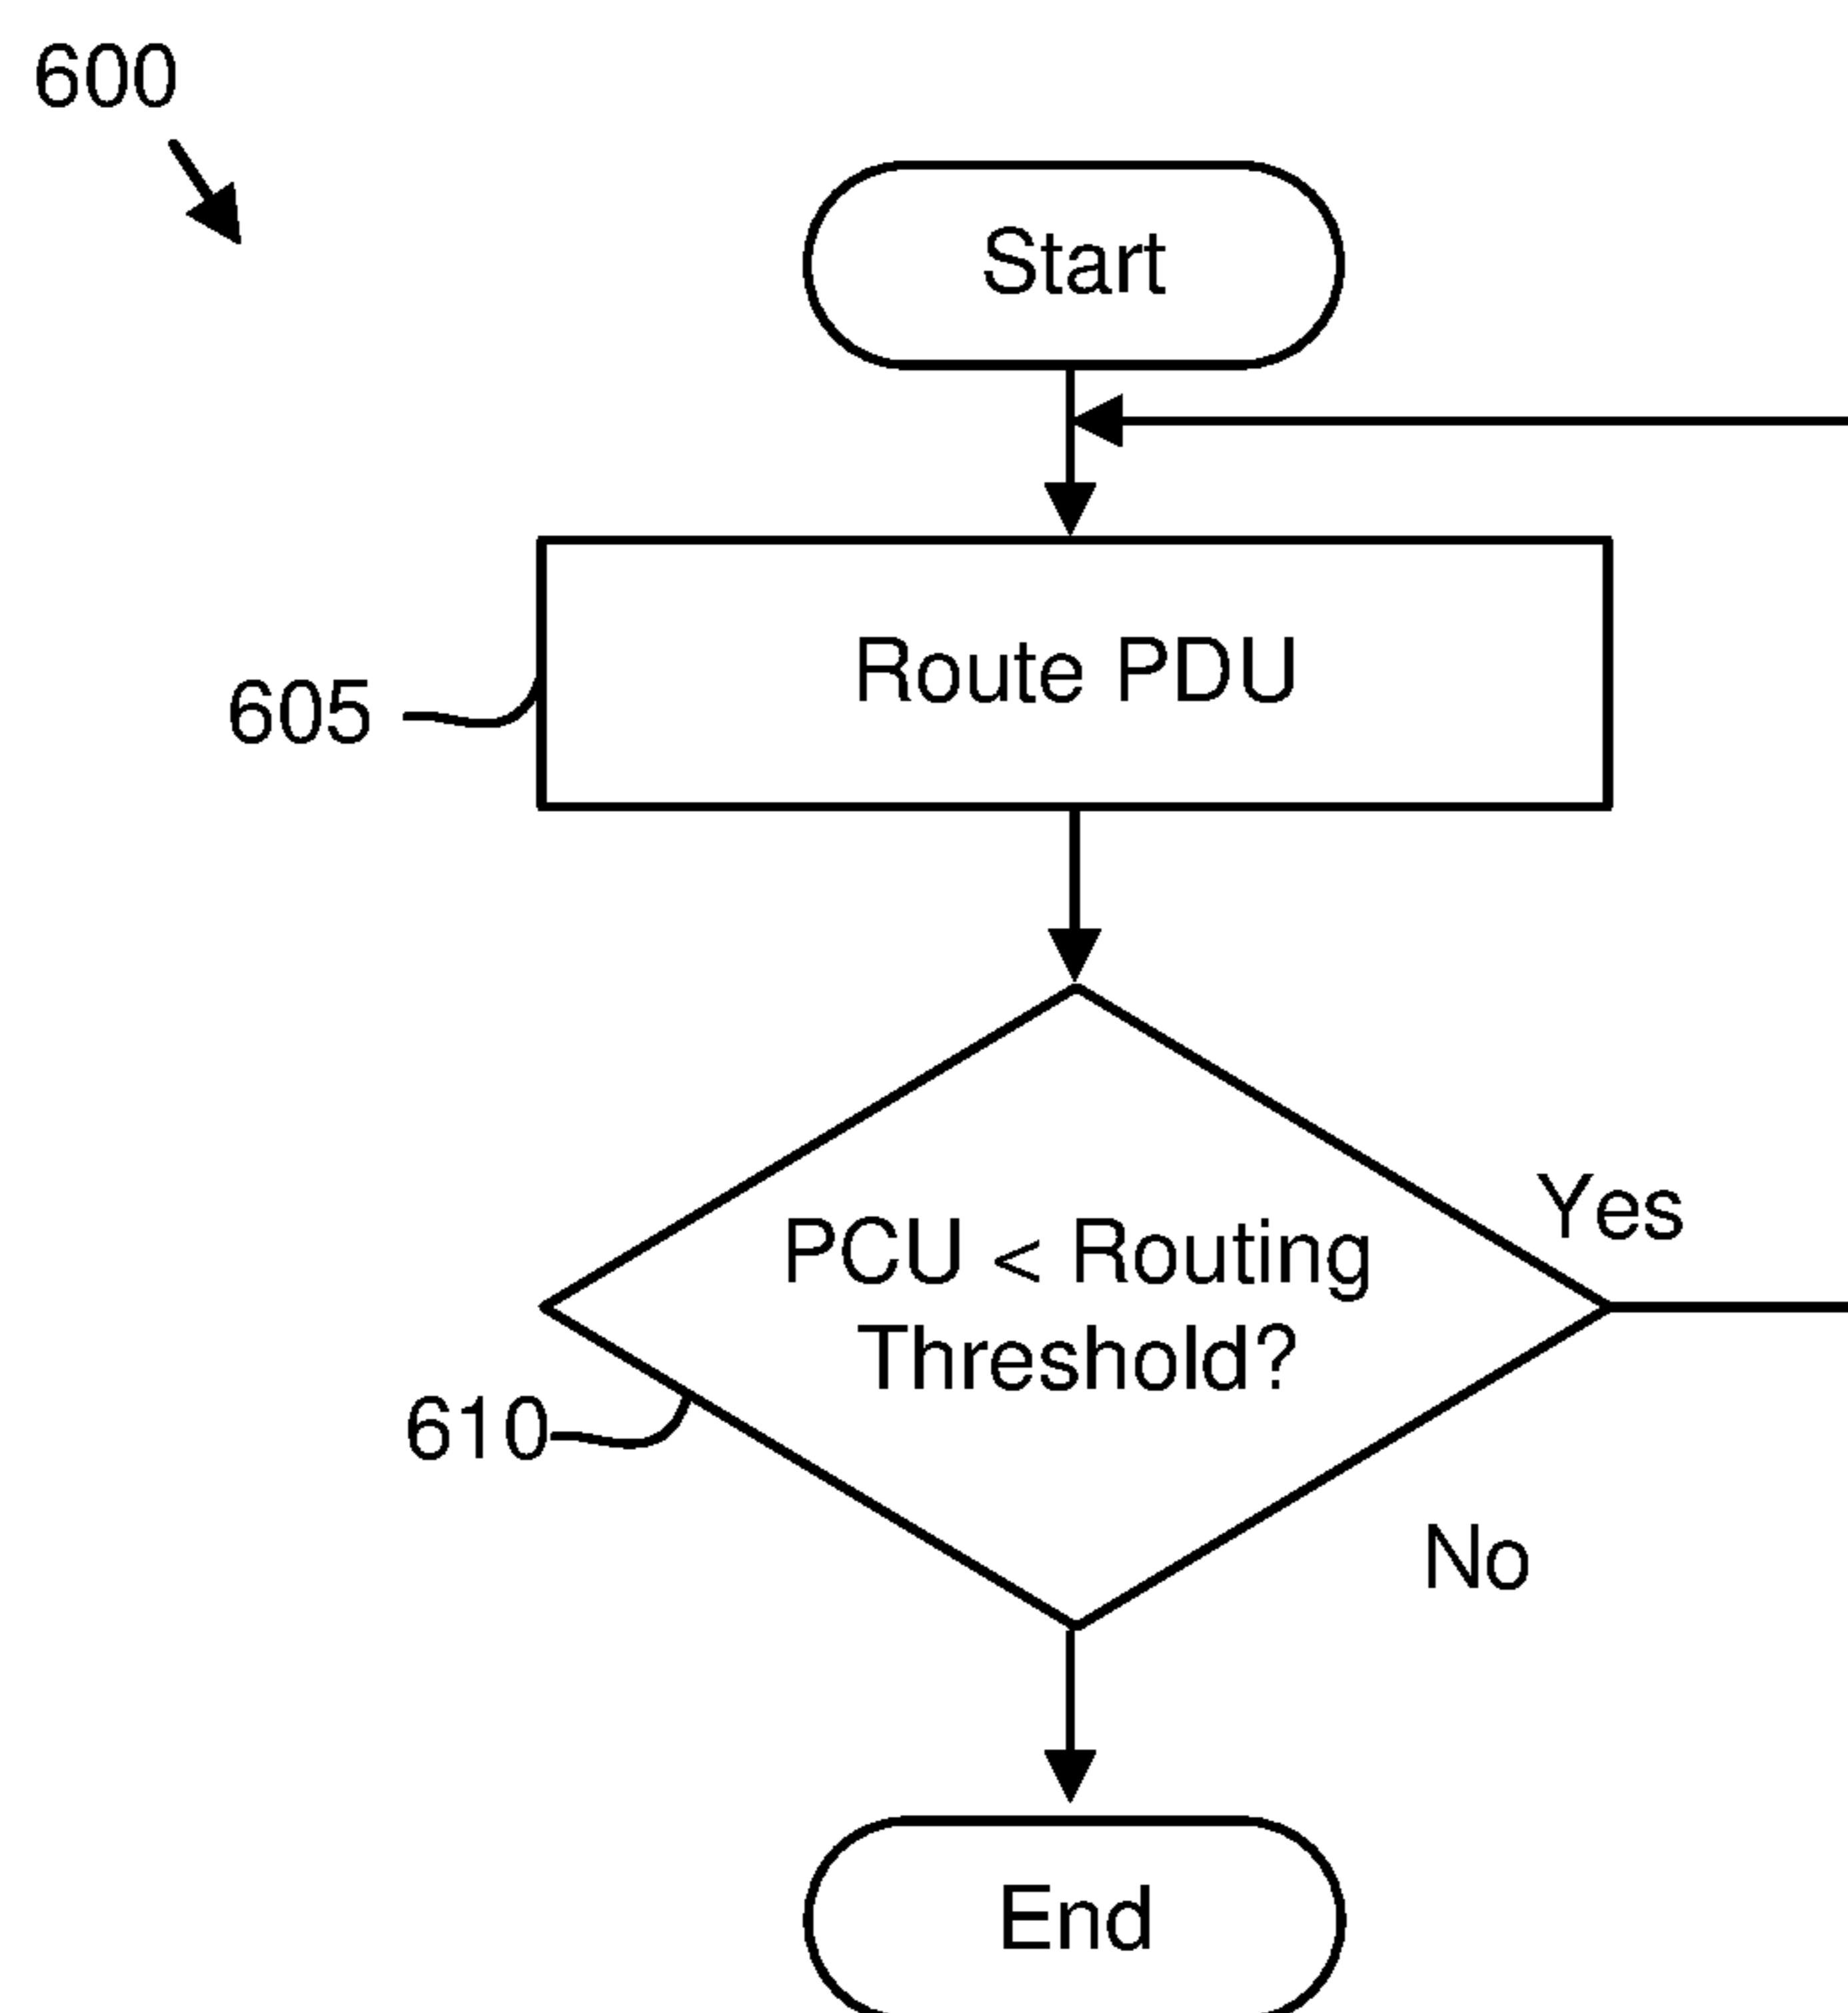 600
Start
Route PDU
605
Yes
PCU < Routing
Threshold?
610
No
End